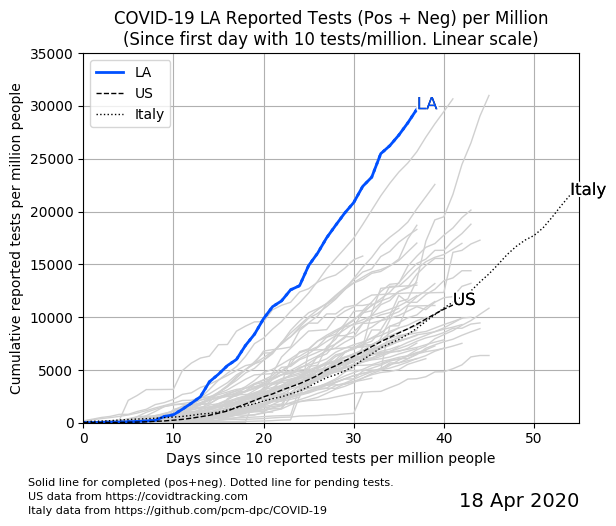 COVID-19 LA Reported Tests (Pos + Neg) per Million
(Since first day with 10 tests/million. Linear scale)
35000
30000
25000
20000
15000
10000
5000
0
Cumulative reported tests per million people
LA
US
Italy
LA
Italy
US
0 10 20 30 40 50
Days since 10 reported tests per million people
Solid line for completed (pos+neg). Dotted line for pending tests.
US data from https://covidtracking.com
Italy data from https://github.com/pcm-dpc/COVID-19
18 Apr 2020